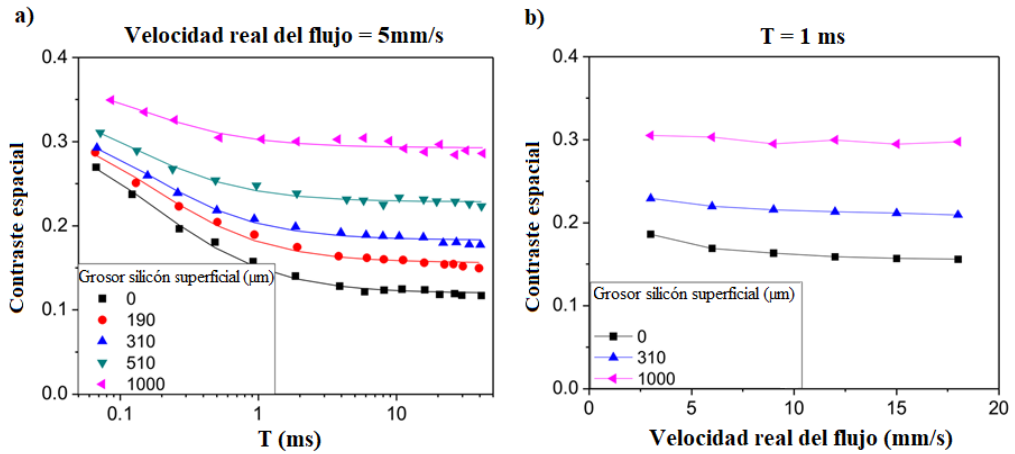 a)
Velocidad real del flujo = 5mm/s
0.4
0.3
0.2
0.1
0.0
Contraste espacial
Grosor silicón superficial (μm)
0
190
310
510
1000
0.1
1
10
T (ms)
b)
T = 1 ms
0.4
0.3
0.2
0.1
0.0
Contraste espacial
Grosor silicón superficial (μm)
0
310
1000
0
5
10
15
20
Velocidad real del flujo (mm/s)